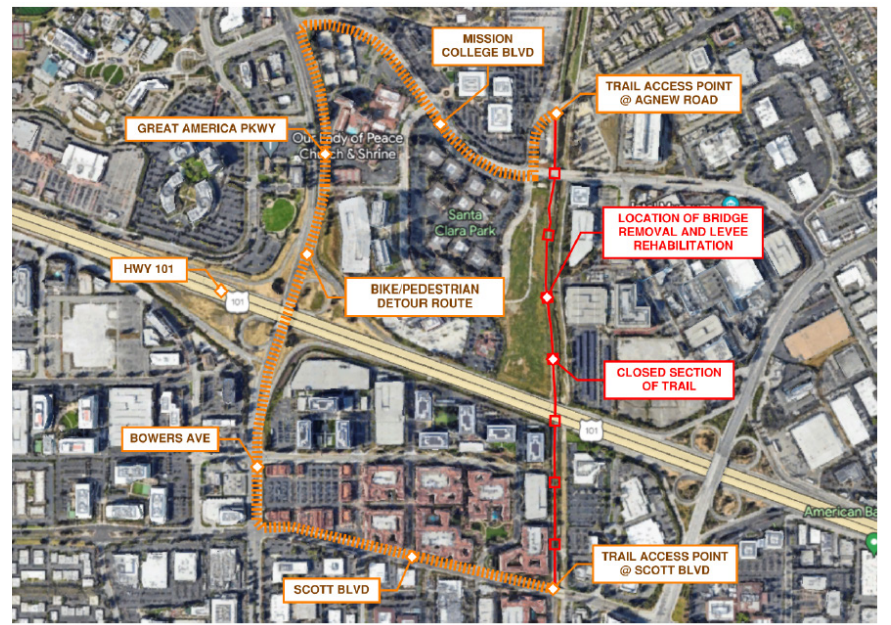 MISSION
COLLEGE BLVD
TRAIL ACCESS POINT
@ AGNEW ROAD
GREAT AMERICA PKWY
Our Lady of Peace
Church & Shrine
Santa
Clara Park
LOCATION OF BRIDGE
REMOVAL AND LEVEE
REHABILITATION
HWY 101
101
BIKE/PEDESTRIAN
DETOUR ROUTE
CLOSED SECTION
OF TRAIL
101
BOWERS AVE
American Ba
TRAIL ACCESS POINT
@ SCOTT BLVD
SCOTT BLVD